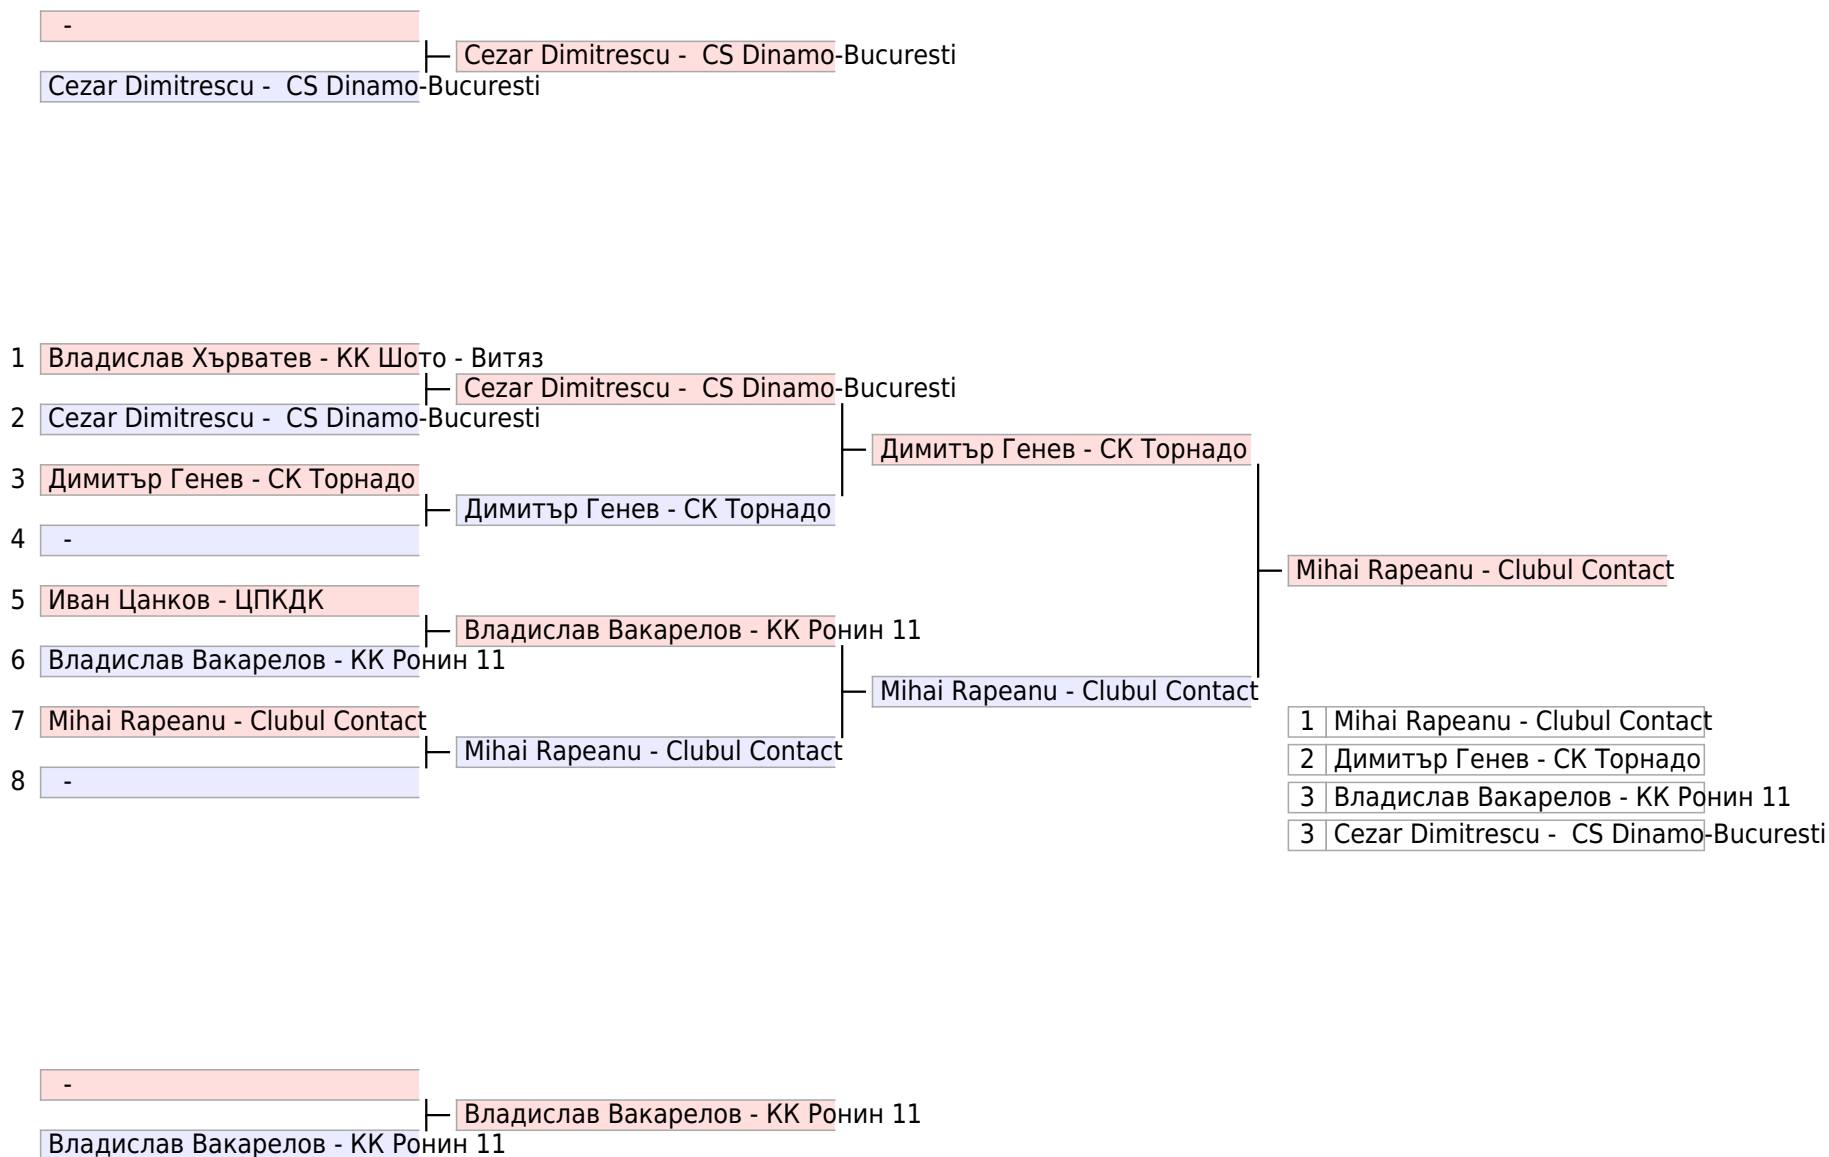 -
Cezar Dimitrescu -  CS Dinamo-Bucuresti
Cezar Dimitrescu -  CS Dinamo-Bucuresti
1 Владислав Хърватев - КК Шото - Витяз
Cezar Dimitrescu -  CS Dinamo-Bucuresti
2 Cezar Dimitrescu -  CS Dinamo-Bucuresti
Димитър Генев - СК Торнадо
3 Димитър Генев - СК Торнадо
Димитър Генев - СК Торнадо
4 -
Mihai Rapeanu - Clubul Contact
5 Иван Цанков - ЦПКДК
Владислав Вакарелов - КК Ронин 11
6 Владислав Вакарелов - КК Ронин 11
Mihai Rapeanu - Clubul Contact
7 Mihai Rapeanu - Clubul Contact
Mihai Rapeanu - Clubul Contact
8 -
1 Mihai Rapeanu - Clubul Contact
2 Димитър Генев - СК Торнадо
3 Владислав Вакарелов - КК Ронин 11
3 Cezar Dimitrescu -  CS Dinamo-Bucuresti
-
Владислав Вакарелов - КК Ронин 11
Владислав Вакарелов - КК Ронин 11